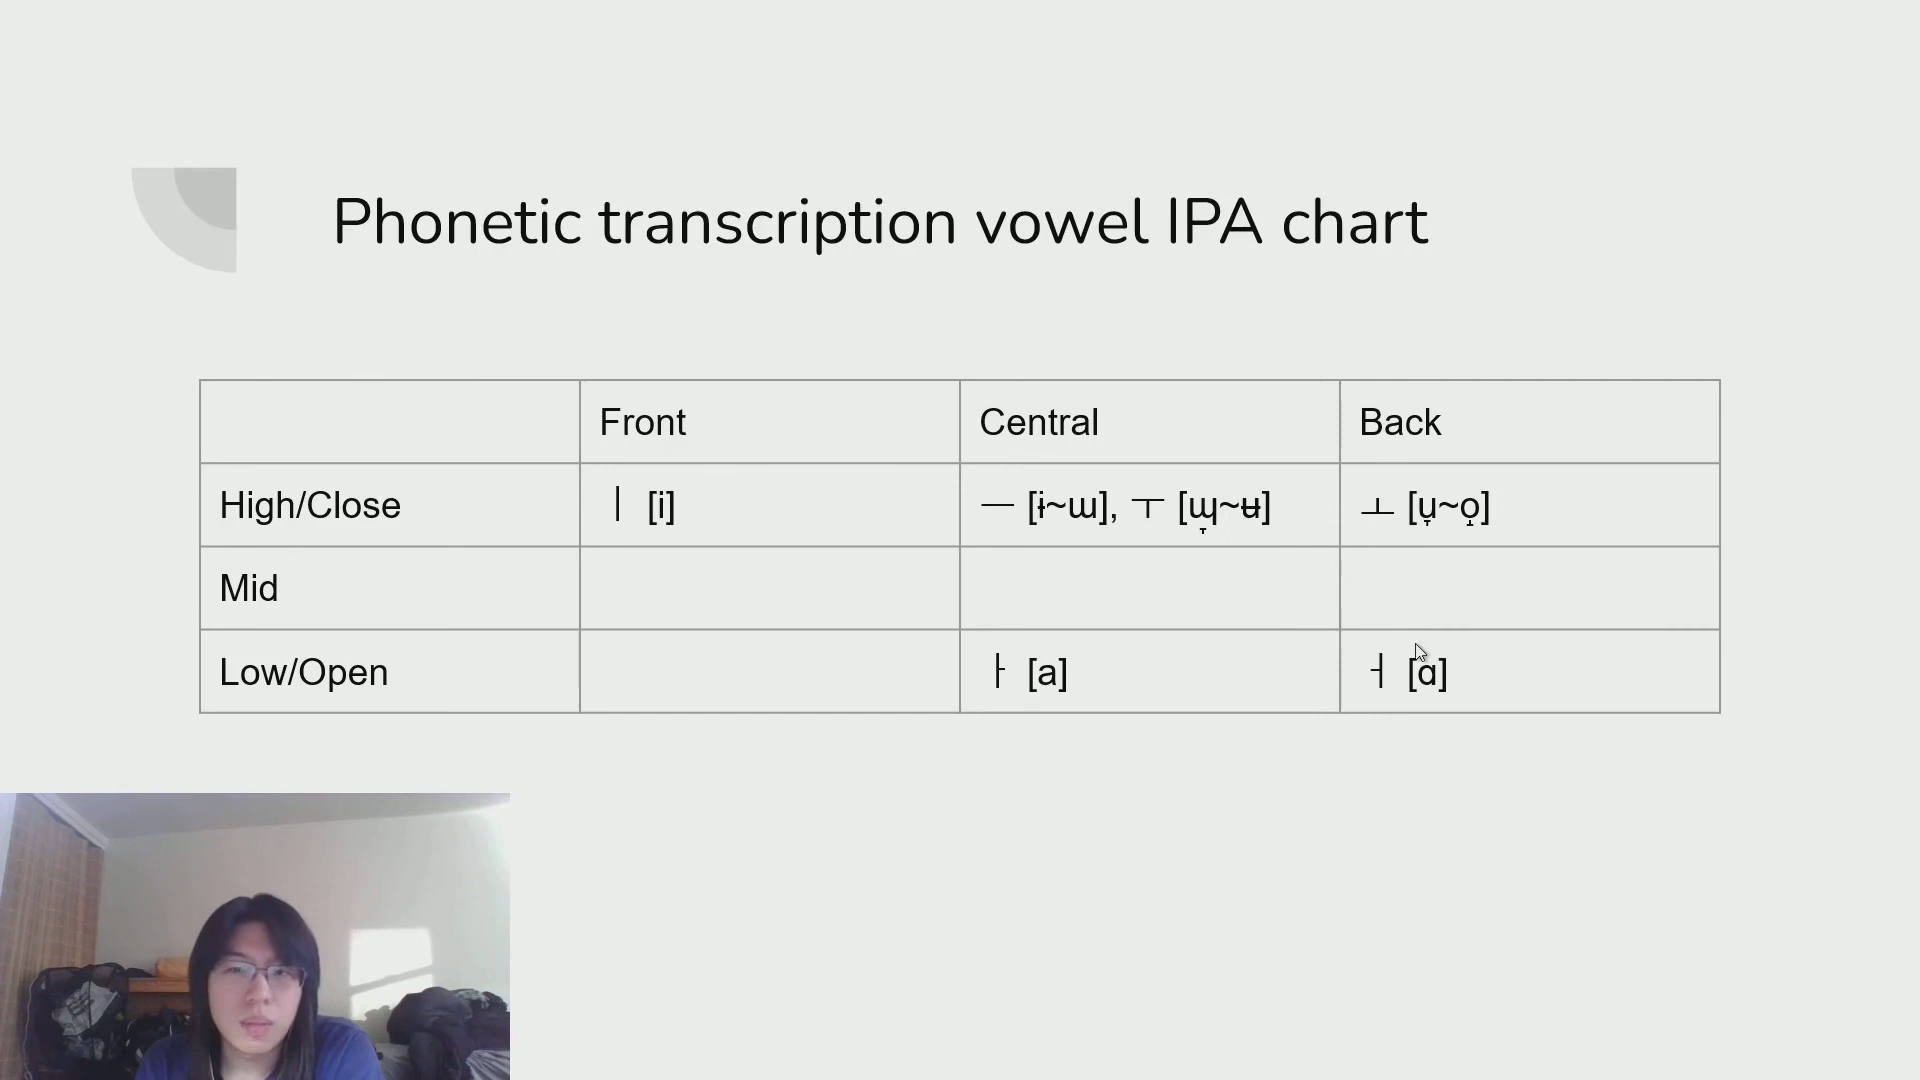 Phonetic transcription vowel IPA chart
Front Central Back
High/Close ㅣ [i] ㅡ [ɨ~ɯ], ㅜ [ɰ̞~ʉ] ㅗ [u̞~o̝]
Mid
Low/Open ㅏ [a] ㅓ [ɑ]